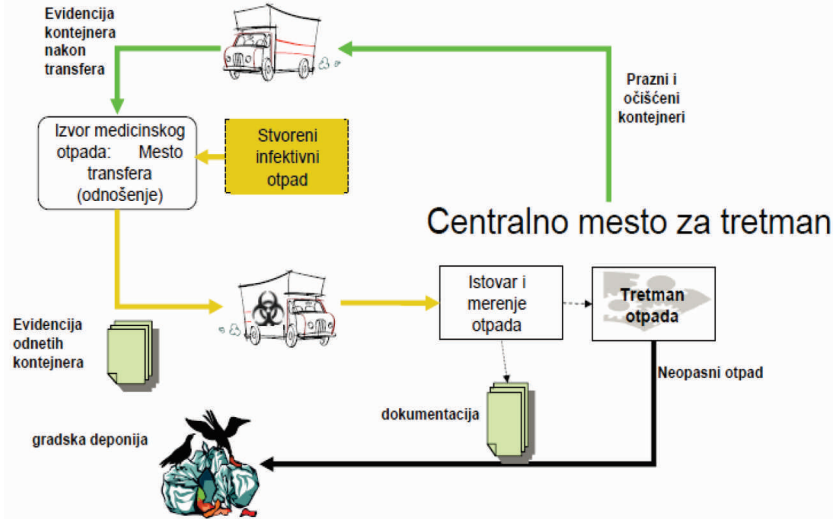 Evidencija
kontejnera
nakon
transfera
Prazni i
očišćeni
kontejneri
Izvor medicinskog
otpada: Mesto
transfera
(odnošenje)
Stvoreni
infektivni
otpad
Centralno mesto za tretman
Istovar i
merenje
otpada
Tretman
otpada
Evidencija
odnetih
kontejnera
Neopasni otpad
dokumentacija
gradska deponija